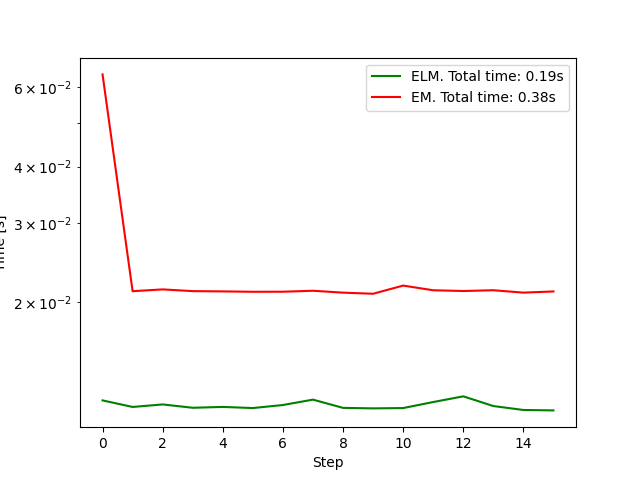 ELM. Total time: 0.19s
EM. Total time: 0.38s
6 × 10⁻²
4 × 10⁻²
3 × 10⁻²
2 × 10⁻²
0 2 4 6 8 10 12 14
Step